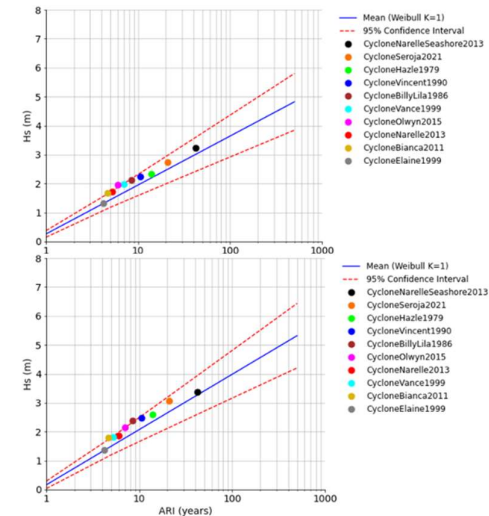 8
7
6
5
4
3
2
1
0
Hs (m)
1
10
100
1000
Mean (Weibull K=1)
95% Confidence Interval
CycloneNarelleSeashore2013
CycloneSeroja2021
CycloneHazle1979
CycloneVincent1990
CycloneBillyLila1986
CycloneVance1999
CycloneOlwyn2015
CycloneNarelle2013
CycloneBianca2011
CycloneElaine1999
8
7
6
5
4
3
2
1
0
Hs (m)
1
10
100
1000
ARI (years)
Mean (Weibull K=1)
95% Confidence Interval
CycloneNarelleSeashore2013
CycloneSeroja2021
CycloneHazle1979
CycloneVincent1990
CycloneBillyLila1986
CycloneOlwyn2015
CycloneNarelle2013
CycloneVance1999
CycloneBianca2011
CycloneElaine1999